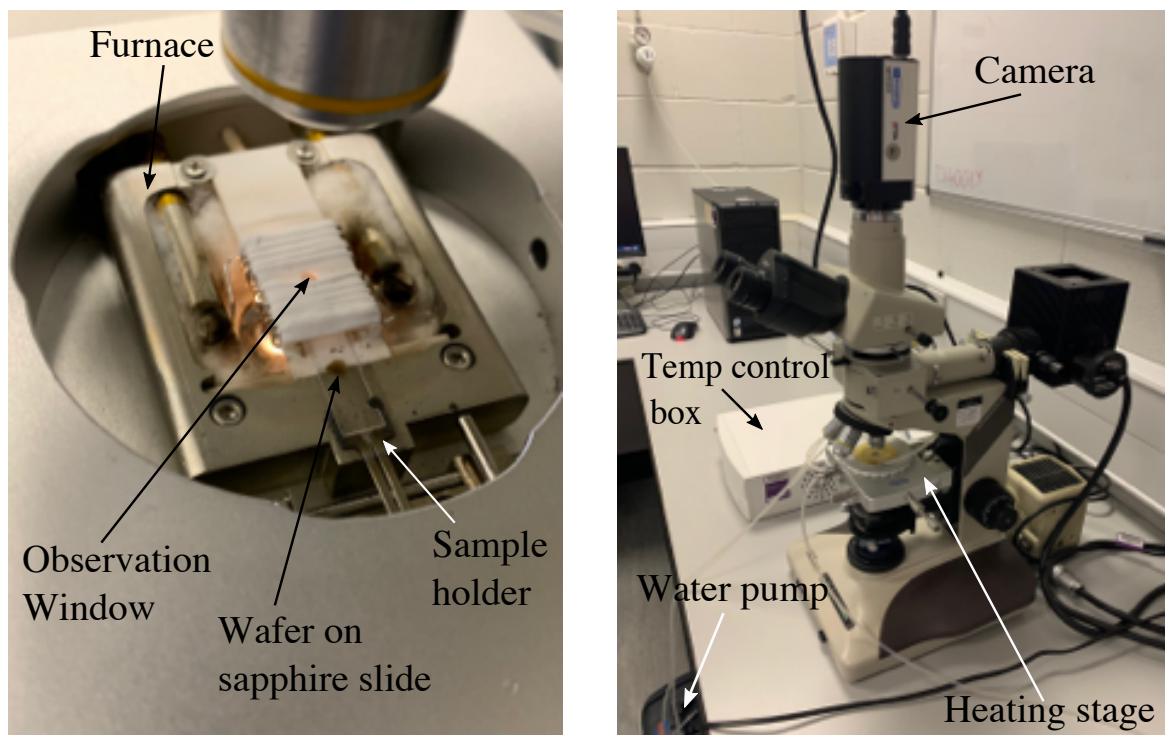 Furnace
Observation
Window
Wafer on
sapphire slide
Sample
holder
Camera
Temp control
box
Water pump
Heating stage